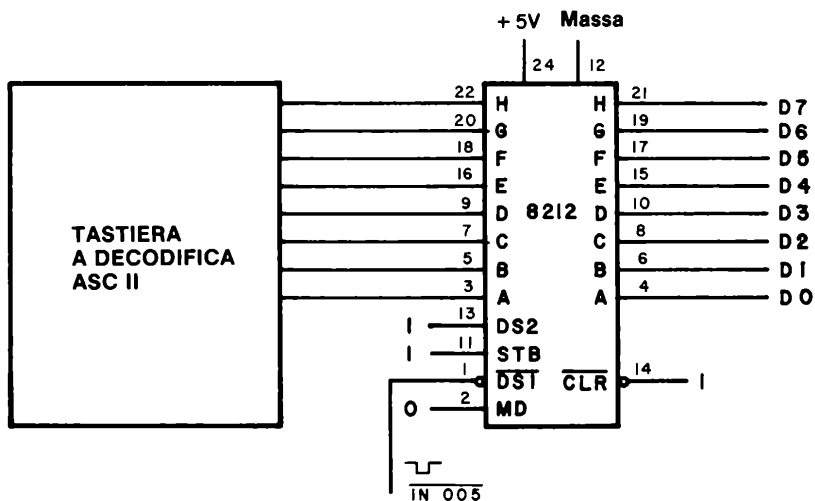 +5V Massa
24 12
22 H H 21 D7
20 G G 19 D6
18 F F 17 D5
16 E E 15 D4
9 D 8212 D 10 D3
7 C C 8 D2
5 B B 6 D1
3 A A 4 D0
TASTIERA
A DECODIFICA
ASC II
1 13 DS2
1 11 STB
1 DS1 CLR 14 1
0 2 MD
IN 005